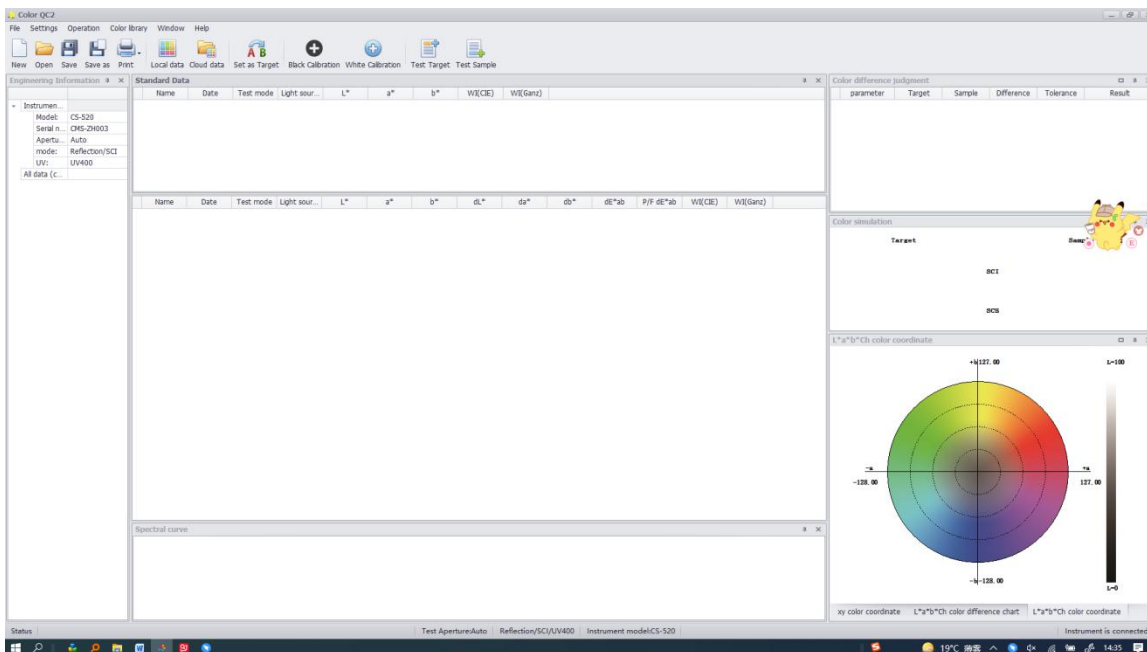 Color QC2
File Settings Operation Color library Window Help
New Open Save Save as Print Local data Cloud data Set as Target Black Calibration White Calibration Test Target Test Sample
Engineering Information
Instrumen...
Model: CS-520
Serial n... CMS-ZH003
Apertu... Auto
mode: Reflection/SCI
UV: UV400
All data (c...
Standard Data
Name Date Test mode Light sour... L* a* b* WI(CIE) WI(Ganz)
Name Date Test mode Light sour... L* a* b* dL* da* db* dE*ab P/F dE*ab WI(CIE) WI(Ganz)
Spectral curve
Color difference judgment
parameter Target Sample Difference Tolerance Result
Color simulation
Target
SCI
SCE
L*a*b*Ch color coordinate
+b 127.00 L=100
-a +a
-128.00 127.00
-b -128.00
L=0
xy color coordinate L*a*b*Ch color difference chart L*a*b*Ch color coordinate
Status Test Aperture:Auto Reflection/SCI/UV400 Instrument model:CS-520 Instrument is connected
19°C 14:35